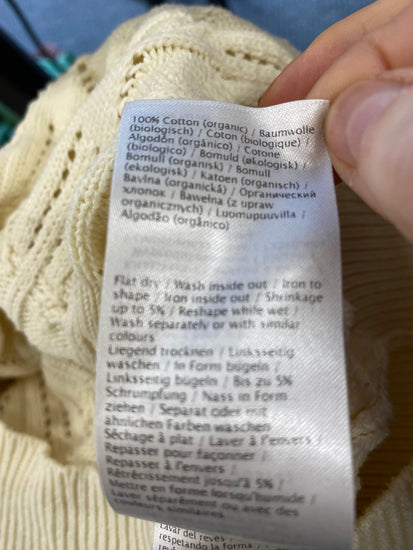 100% Cotton (organic) / Baumwolle
(biologisch) / Coton (biologique) /
Algodón (orgánico) / Cotone
(biologico) / Bomuld (økologisk) /
Bomull (organisk) / Bomull
(ekologisk) / Katoen (organisch) /
Bavlna (organická) / Органический
хлопок / Bawełna (z upraw
organicznych) / Luomupuuvilla /
Algodão (orgânico)
Flat dry / Wash inside out / Iron to
shape / Iron inside out / Shrinkage
up to 5% / Reshape while wet /
Wash separately or with similar
colours
Liegend trocknen / Linksseitig
waschen / In Form bügeln /
Linksseitig bügeln / Bis zu 5%
Schrumpfung / Nass in Form
ziehen / Separat oder mit
ähnlichen Farben waschen
Séchage à plat / Laver à l'envers /
Repasser pour façonner /
Repasser à l'envers /
Rétrécissement jusqu'à 5% /
Mettre en forme lorsqu'humide /
Laver séparément ou avec des
couleurs similaires
Lavar del revés /
respetando la forma /